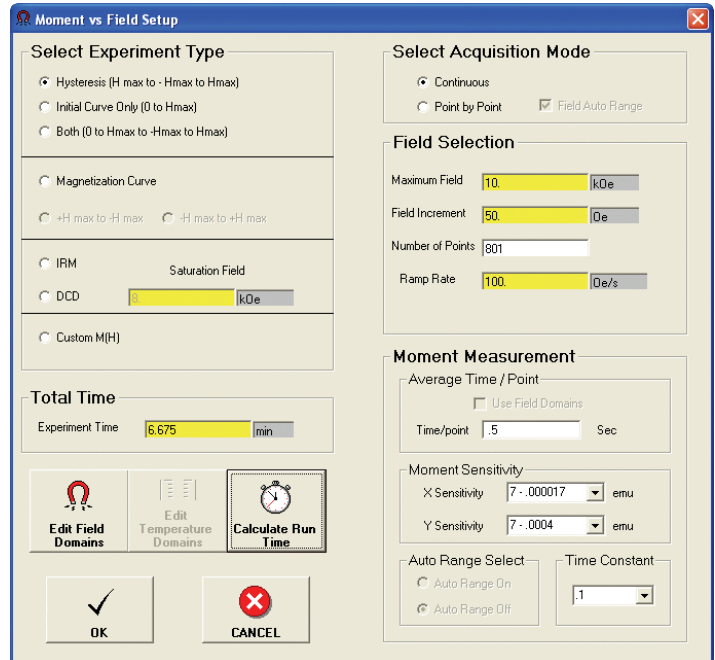 Moment vs Field Setup
Select Experiment Type
Hysteresis (H max to - Hmax to Hmax)
Initial Curve Only (0 to Hmax)
Both (0 to Hmax to -Hmax to Hmax)
Magnetization Curve
+H max to -H max -H max to +H max
IRM
Saturation Field
DCD 8. kOe
Custom M(H)
Total Time
Experiment Time 6.675 min
Edit Field
Domains
Edit
Temperature
Domains
Calculate Run
Time
OK
CANCEL
Select Acquisition Mode
Continuous
Point by Point Field Auto Range
Field Selection
Maximum Field 10. kOe
Field Increment 50. Oe
Number of Points 801
Ramp Rate 100. Oe/s
Moment Measurement
Average Time / Point
Use Field Domains
Time/point .5 Sec
Moment Sensitivity
X Sensitivity 7 - .000017 emu
Y Sensitivity 7 - .0004 emu
Auto Range Select
Auto Range On
Auto Range Off
Time Constant
.1